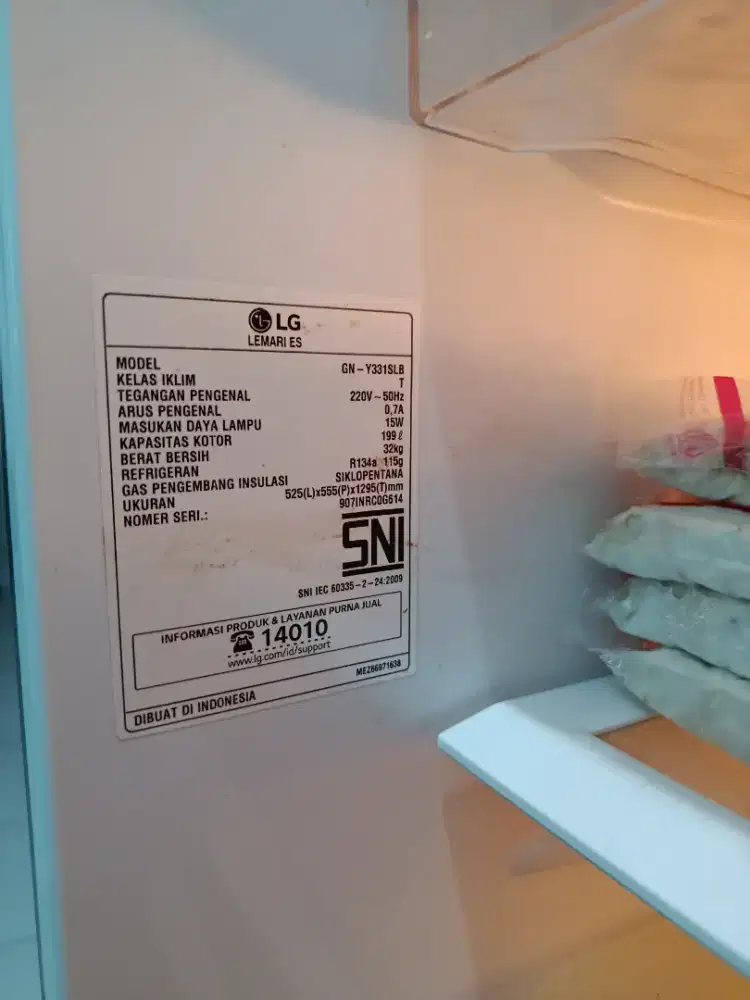 LG
LEMARI ES
MODEL GN-Y331SLB
KELAS IKLIM T
TEGANGAN PENGENAL 220V~50Hz
ARUS PENGENAL 0,7A
MASUKAN DAYA LAMPU 15W
KAPASITAS KOTOR 199 ℓ
BERAT BERSIH 32kg
REFRIGERAN R134a 115g
GAS PENGEMBANG INSULASI SIKLOPENTANA
UKURAN 525(L)x555(P)x1295(T)mm
NOMER SERI.: 907INRC0G614
SNI
SNI IEC 60335-2-24:2009
INFORMASI PRODUK & LAYANAN PURNA JUAL
14010
www.lg.com/id/support
MEZ66971638
DIBUAT DI INDONESIA